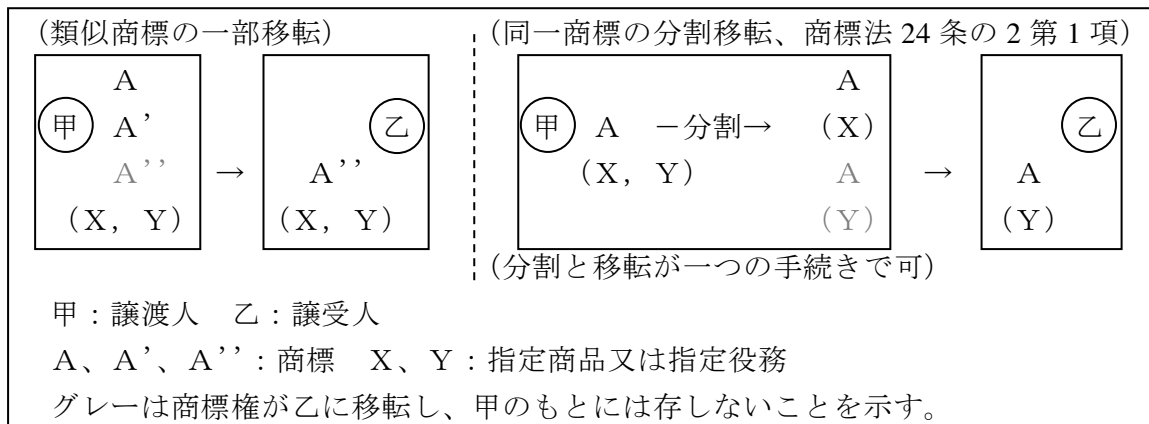 (類似商標の一部移転)
(同一商標の分割移転、商標法 24 条の 2 第 1 項)
甲
A
A’
A’’
(X, Y)
→
乙
A’’
(X, Y)
甲
A -分割→
(X, Y)
A
(X)
A
(Y)
→
乙
A
(Y)
(分割と移転が一つの手続きで可)
甲:譲渡人 乙:譲受人
A、A’、A’’:商標 X、Y:指定商品又は指定役務
グレーは商標権が乙に移転し、甲のもとには存しないことを示す。